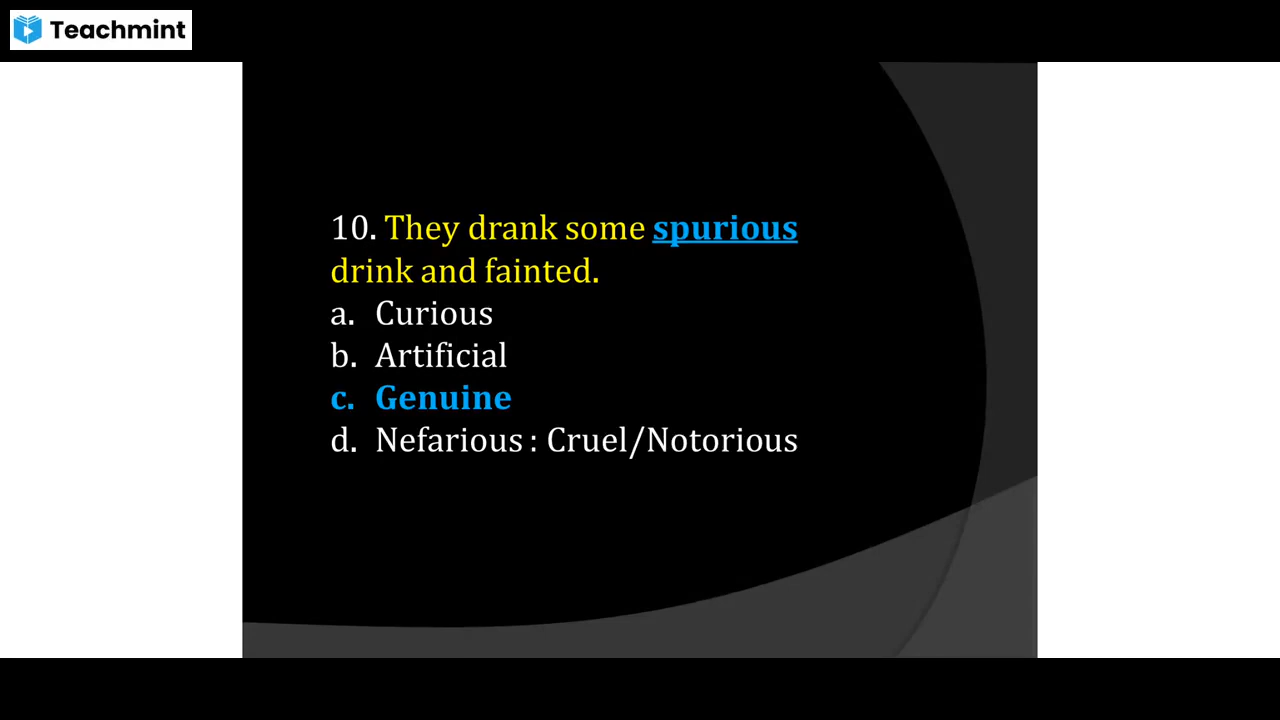 Teachmint
10. They drank some spurious
drink and fainted.
a. Curious
b. Artificial
c. Genuine
d. Nefarious : Cruel/Notorious